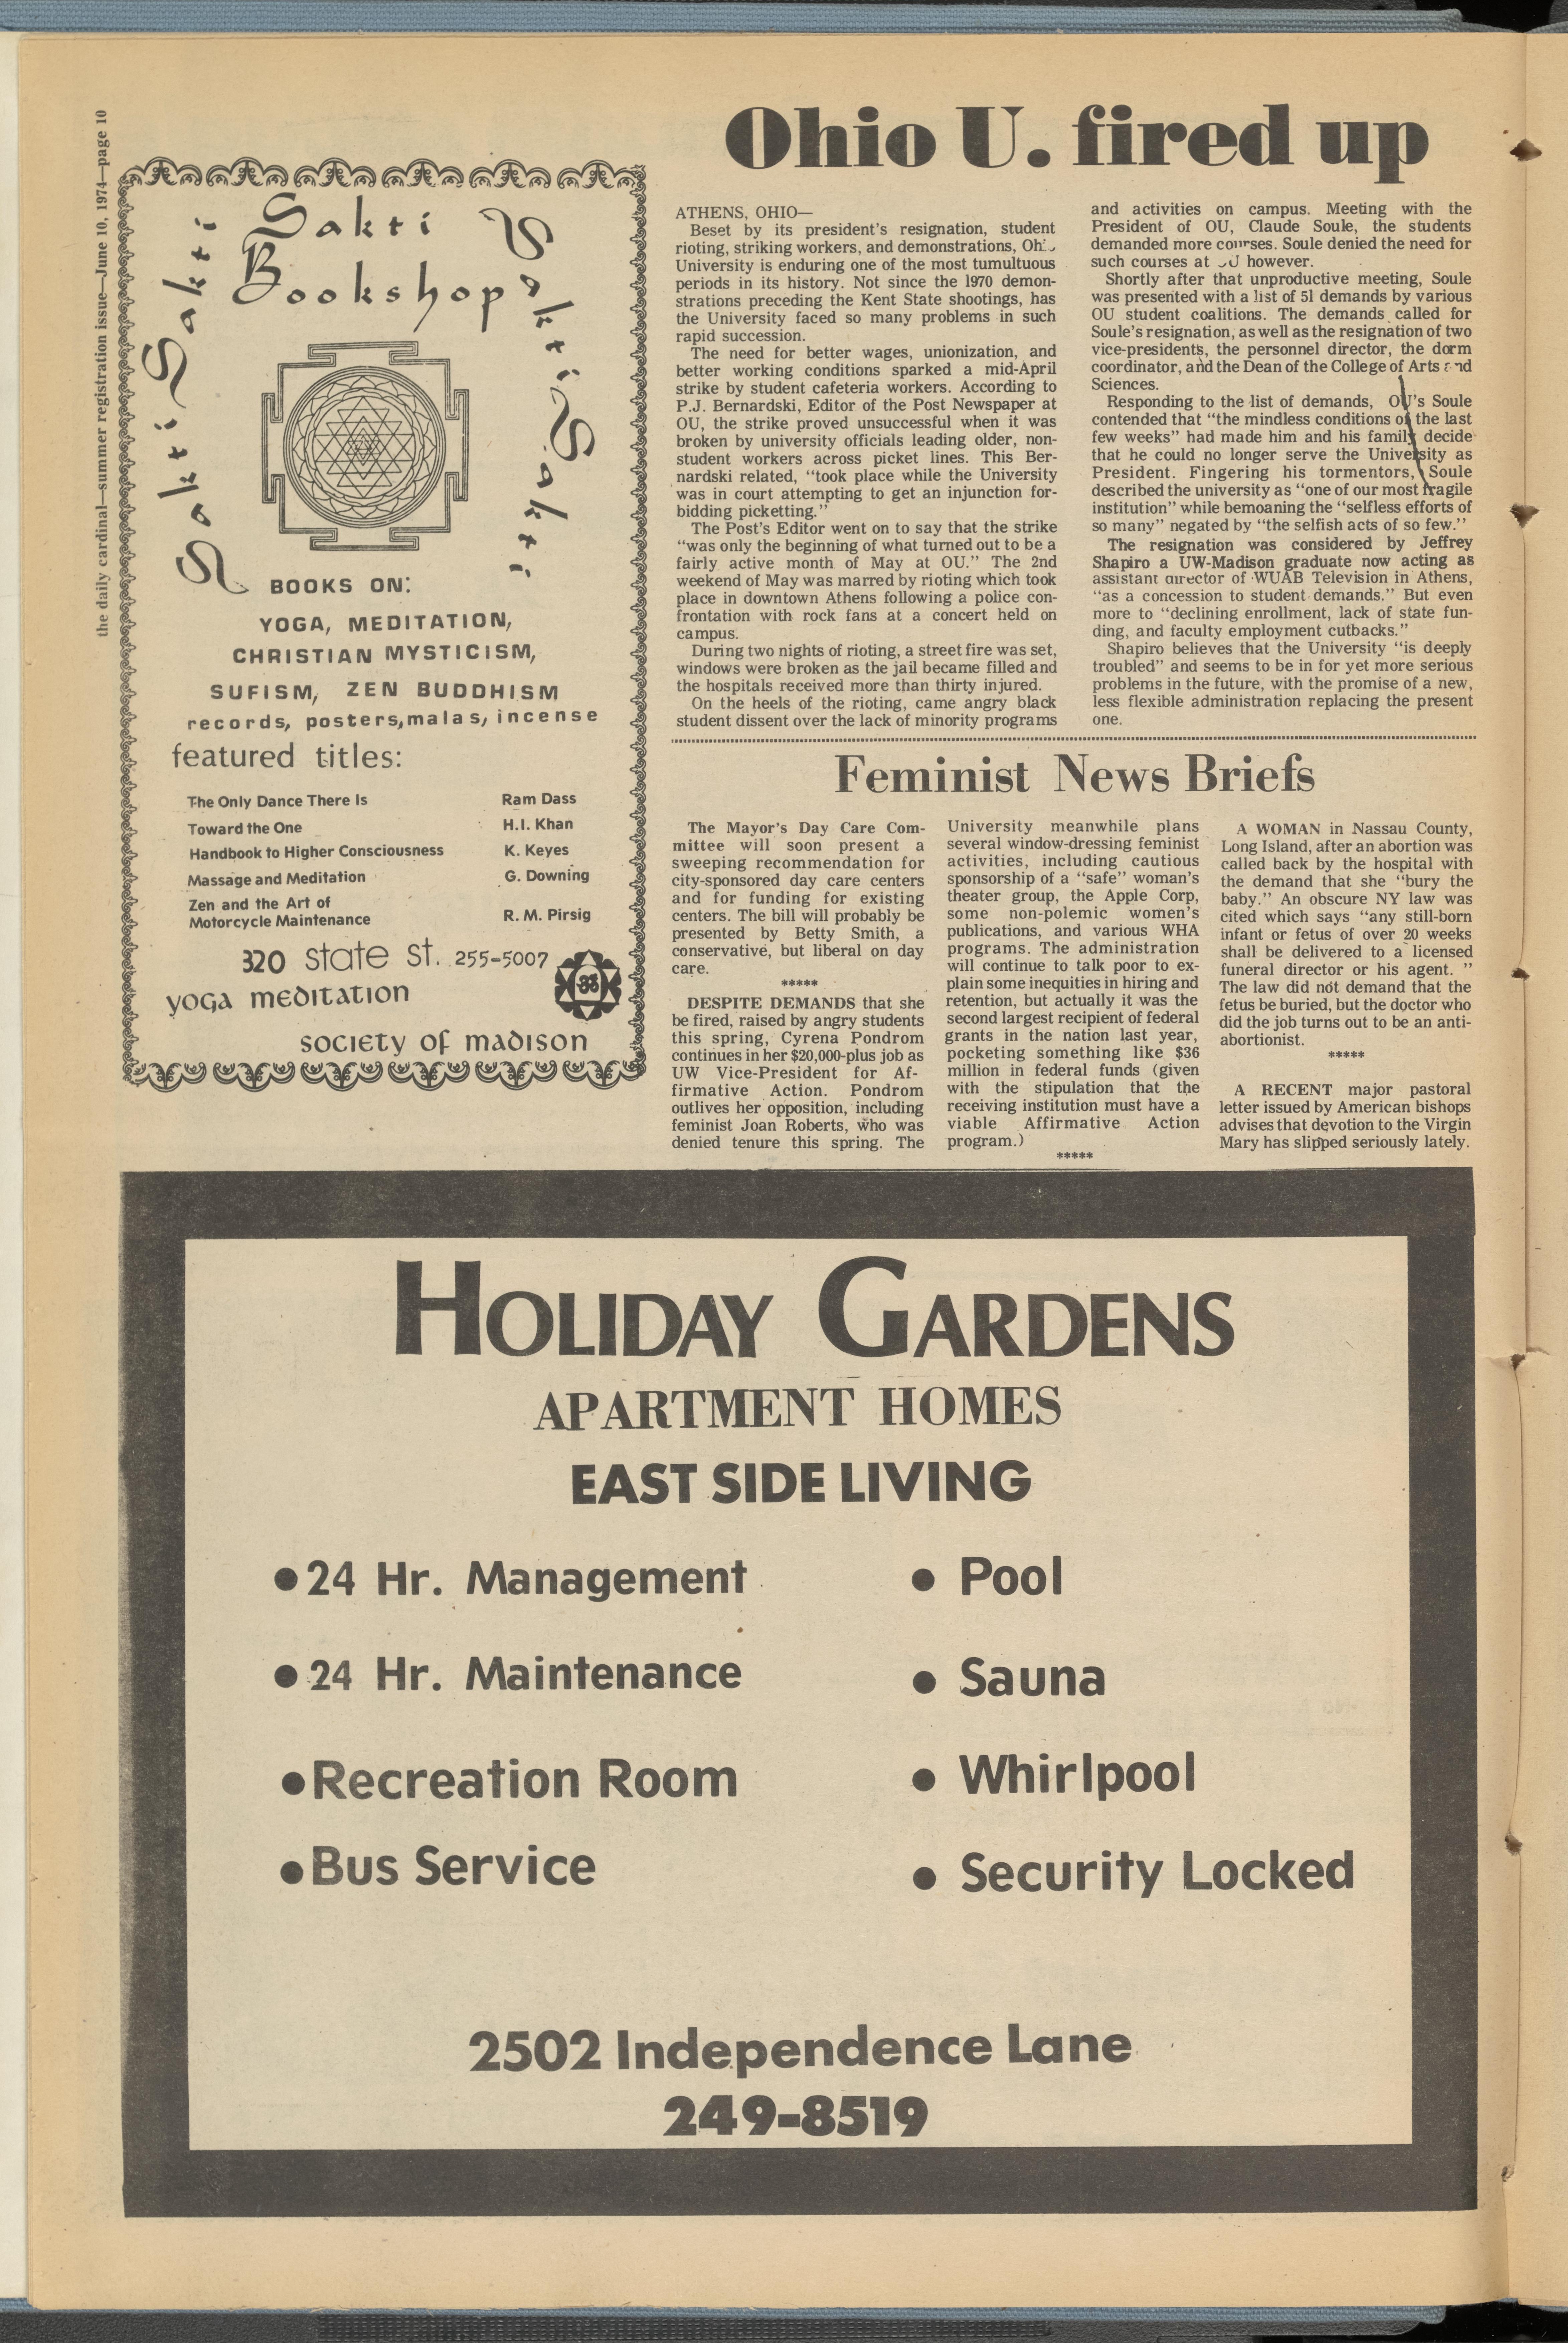 the daily cardinal—summer registration issue—June 10, 1974—page 10
Sakti
Bookshop
Sakti Sakti
Sakti Sakti
BOOKS ON:
YOGA, MEDITATION,
CHRISTIAN MYSTICISM,
SUFISM, ZEN BUDDHISM
records, posters, malas, incense
featured titles:
The Only Dance There Is Ram Dass
Toward the One H.I. Khan
Handbook to Higher Consciousness K. Keyes
Massage and Meditation G. Downing
Zen and the Art of
Motorcycle Maintenance R. M. Pirsig
320 state st. 255-5007
yoga meditation
society of madison
Ohio U. fired up
ATHENS, OHIO—
Beset by its president's resignation, student
rioting, striking workers, and demonstrations,
University is enduring one of the most tumultuous
periods in its history. Not since the 1970 demon-
strations preceding the Kent State shootings, has
the University faced so many problems in such
rapid succession.
The need for better wages, unionization, and
better working conditions sparked a mid-April
strike by student cafeteria workers. According to
P.J. Bernardski, Editor of the Post Newspaper at
OU, the strike proved unsuccessful when it was
broken by university officials leading older, non-
student workers across picket lines. This Ber-
nardski related, "took place while the University
was in court attempting to get an injunction for-
bidding picketting."
The Post's Editor went on to say that the strike
"was only the beginning of what turned out to be a
fairly active month of May at OU." The 2nd
weekend of May was marred by rioting which took
place in downtown Athens following a police con-
frontation with rock fans at a concert held on
campus.
During two nights of rioting, a street fire was set,
windows were broken as the jail became filled and
the hospitals received more than thirty injured.
On the heels of the rioting, came angry black
student dissent over the lack of minority programs
and activities on campus. Meeting with the
President of OU, Claude Soule, the students
demanded more courses. Soule denied the need for
such courses at OU however.
Shortly after that unproductive meeting, Soule
was presented with a list of 51 demands by various
OU student coalitions. The demands called for
Soule's resignation, as well as the resignation of two
vice-presidents, the personnel director, the dorm
coordinator, and the Dean of the College of Arts and
Sciences.
Responding to the list of demands, OU's Soule
contended that "the mindless conditions of the last
few weeks" had made him and his family decide
that he could no longer serve the University as
President. Fingering his tormentors, Soule
described the university as "one of our most fragile
institution" while bemoaning the "selfless efforts of
so many" negated by "the selfish acts of so few."
The resignation was considered by Jeffrey
Shapiro a UW-Madison graduate now acting as
assistant director of WUAB Television in Athens,
"as a concession to student demands." But even
more to "declining enrollment, lack of state fun-
ding, and faculty employment cutbacks."
Shapiro believes that the University "is deeply
troubled" and seems to be in for yet more serious
problems in the future, with the promise of a new,
less flexible administration replacing the present
one.
Feminist News Briefs
The Mayor's Day Care Com-
mittee will soon present a
sweeping recommendation for
city-sponsored day care centers
and for funding for existing
centers. The bill will probably be
presented by Betty Smith, a
conservative, but liberal on day
care.
*****
DESPITE DEMANDS that she
be fired, raised by angry students
this spring, Cyrena Pondrom
continues in her $20,000-plus job as
UW Vice-President for Af-
firmative Action. Pondrom
outlives her opposition, including
feminist Joan Roberts, who was
denied tenure this spring. The
University meanwhile plans
several window-dressing feminist
activities, including cautious
sponsorship of a "safe" woman's
theater group, the Apple Corp,
some non-polemic women's
publications, and various WHA
programs. The administration
will continue to talk poor to ex-
plain some inequities in hiring and
retention, but actually it was the
second largest recipient of federal
grants in the nation last year,
pocketing something like $36
million in federal funds (given
with the stipulation that the
receiving institution must have a
viable Affirmative Action
program.)
*****
A WOMAN in Nassau County,
Long Island, after an abortion was
called back by the hospital with
the demand that she "bury the
baby." An obscure NY law was
cited which says "any still-born
infant or fetus of over 20 weeks
shall be delivered to a licensed
funeral director or his agent. "
The law did not demand that the
fetus be buried, but the doctor who
did the job turns out to be an anti-
abortionist.
*****
A RECENT major pastoral
letter issued by American bishops
advises that devotion to the Virgin
Mary has slipped seriously lately.
HOLIDAY GARDENS
APARTMENT HOMES
EAST SIDE LIVING
• 24 Hr. Management
• 24 Hr. Maintenance
• Recreation Room
• Bus Service
• Pool
• Sauna
• Whirlpool
• Security Locked
2502 Independence Lane
249-8519